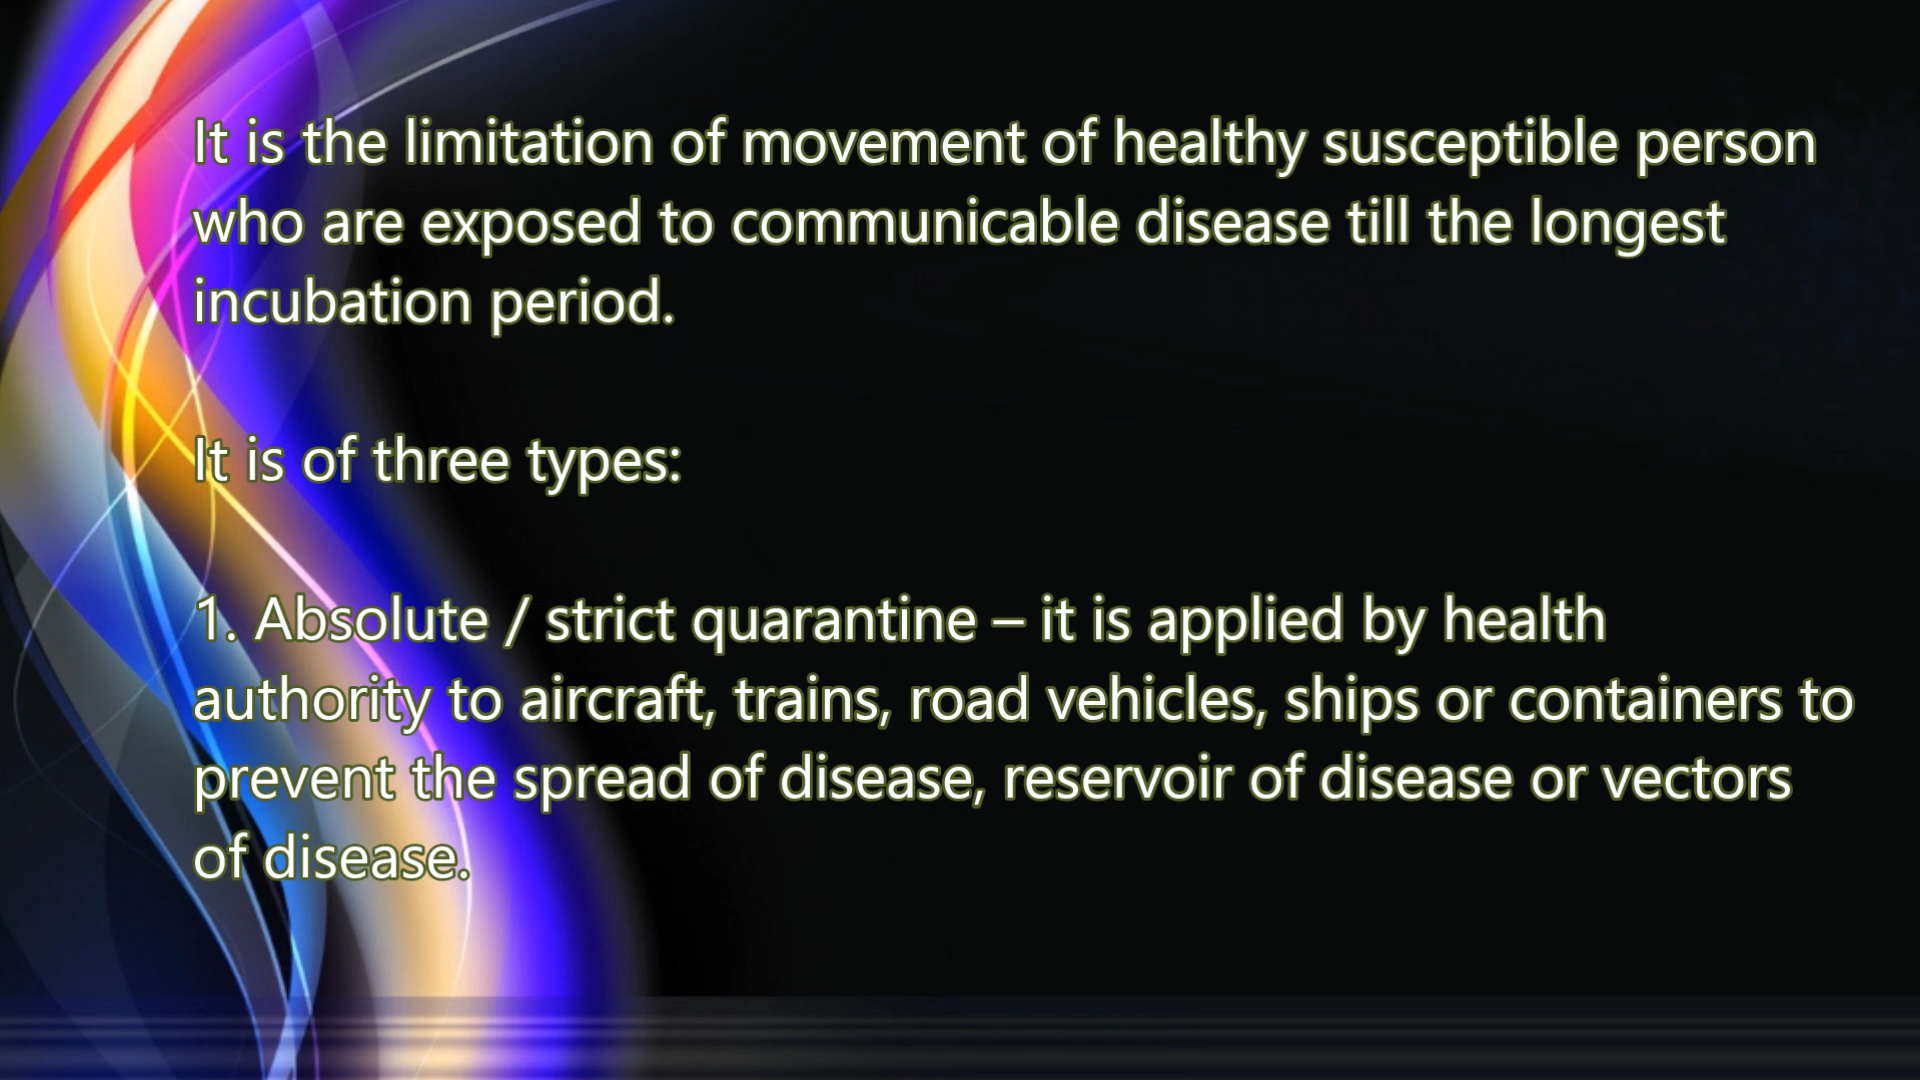 It is the limitation of movement of healthy susceptible person
who are exposed to communicable disease till the longest
incubation period.
It is of three types:
1. Absolute / strict quarantine – it is applied by health
authority to aircraft, trains, road vehicles, ships or containers to
prevent the spread of disease, reservoir of disease or vectors
of disease.